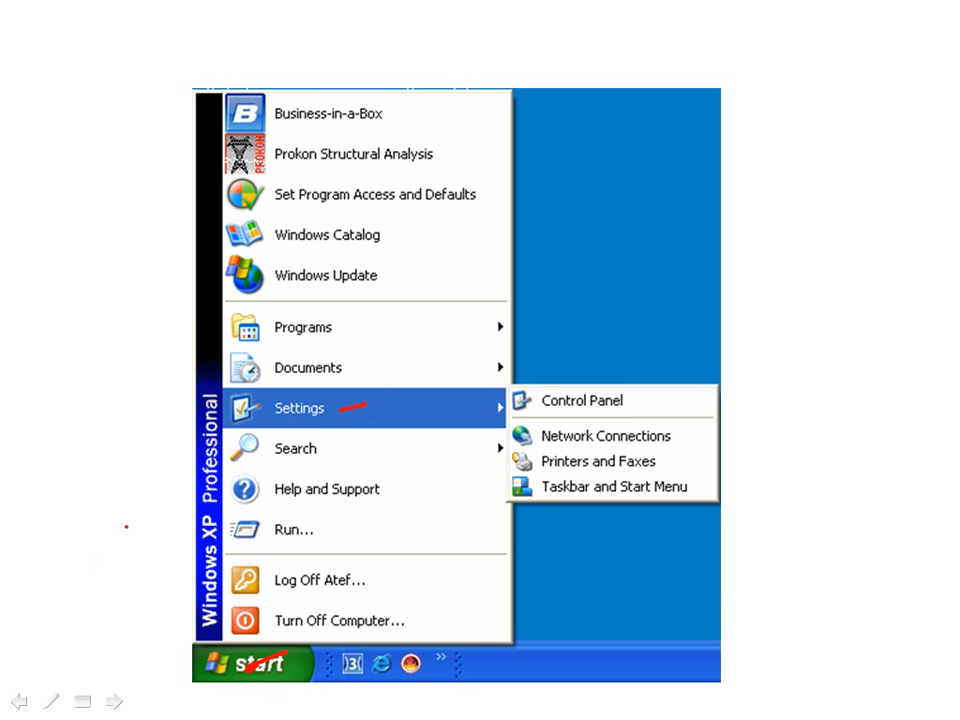 Business-in-a-Box
PROKON
Prokon Structural Analysis
Set Program Access and Defaults
Windows Catalog
Windows Update
Programs
Documents
Settings
Search
Help and Support
Run...
Log Off Atef...
Turn Off Computer...
Control Panel
Network Connections
Printers and Faxes
Taskbar and Start Menu
Windows XP Professional
start